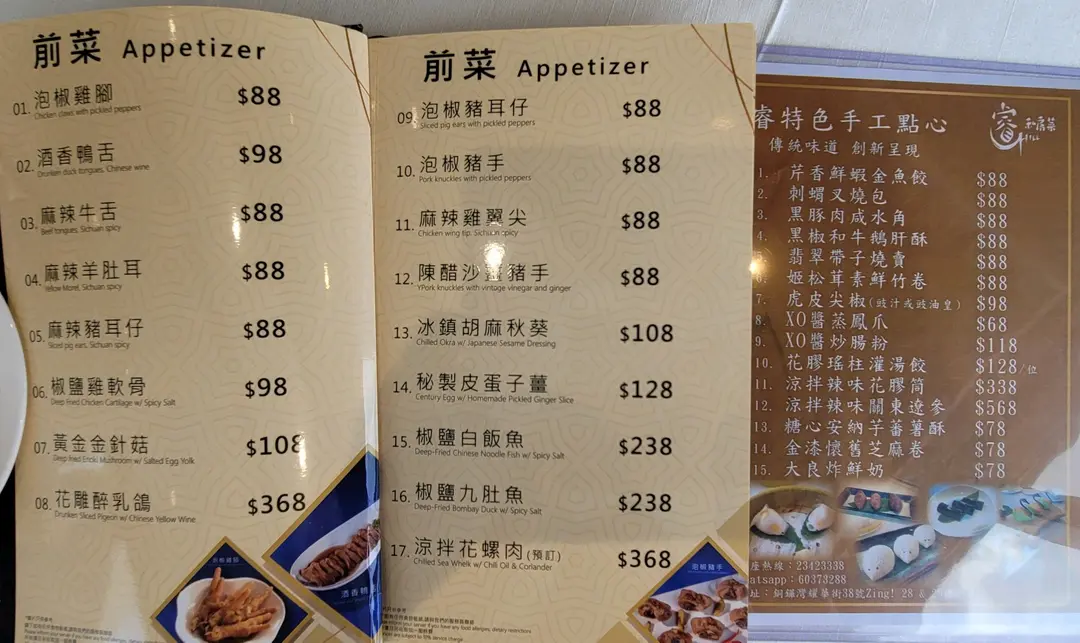 前菜 Appetizer
01. 泡椒雞腳 $88
Chicken claws with pickled peppers
02. 酒香鴨舌 $98
Drunken duck tongues, Chinese wine
03. 麻辣牛舌 $88
Beef tongues, Sichuan spicy
04. 麻辣羊肚耳 $88
Yellow Morel, Sichuan spicy
05. 麻辣豬耳仔 $88
Sliced pig ears, Sichuan spicy
06. 椒鹽雞軟骨 $98
Deep Fried Chicken Cartilage w/ Spicy Salt
07. 黃金金針菇 $108
Deep fried Enoki Mushroom w/ Salted Egg Yolk
08. 花雕醉乳鴿 $368
Drunken Sliced Pigeon w/ Chinese Yellow Wine
泡椒雞腳
酒香鴨舌
前菜 Appetizer
09. 泡椒豬耳仔 $88
Sliced pig ears with pickled peppers
10. 泡椒豬手 $88
Pork knuckles with pickled peppers
11. 麻辣雞翼尖 $88
Chicken wing tip, Sichuan spicy
12. 陳醋沙薑豬手 $88
YPork knuckles with vintage vinegar and ginger
13. 冰鎮胡麻秋葵 $108
Chilled Okra w/ Japanese Sesame Dressing
14. 秘製皮蛋子薑 $128
Century Egg w/ Homemade Pickled Ginger Slice
15. 椒鹽白飯魚 $238
Deep-Fried Chinese Noodle Fish w/ Spicy Salt
16. 椒鹽九肚魚 $238
Deep-Fried Bombay Duck w/ Spicy Salt
17. 涼拌花螺肉(預訂) $368
Chilled Sea Whelk w/ Chili Oil & Coriander
泡椒豬手
睿特色手工點心
傳統味道 創新呈現
睿 私房菜
Hill
1. 芹香鮮蝦金魚餃 $88
2. 刺蝟叉燒包 $88
3. 黑豚肉咸水角 $88
4. 黑椒和牛鵝肝酥 $88
5. 翡翠帶子燒賣 $88
6. 姬松茸素鮮竹卷 $88
7. 虎皮尖椒(豉汁或豉油皇) $98
8. XO醬蒸鳳爪 $68
9. XO醬炒腸粉 $118
10. 花膠瑤柱灌湯餃 $128/位
11. 涼拌辣味花膠筒 $338
12. 涼拌辣味關東遼參 $568
13. 糖心安納芋蕃薯酥 $78
14. 金漆懷舊芝麻卷 $78
15. 大良炸鮮奶 $78
座熱線：23423338
atsapp：60373288
址：銅鑼灣耀華街38號Zing! 28 &